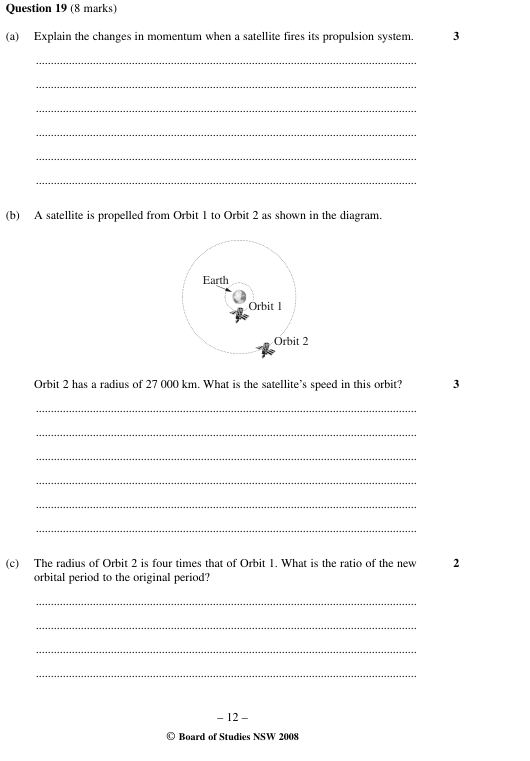 Question 19 (8 marks)
(a) Explain the changes in momentum when a satellite fires its propulsion system. 3
(b) A satellite is propelled from Orbit 1 to Orbit 2 as shown in the diagram.
Earth
Orbit 1
Orbit 2
Orbit 2 has a radius of 27 000 km. What is the satellite's speed in this orbit? 3
(c) The radius of Orbit 2 is four times that of Orbit 1. What is the ratio of the new 2
orbital period to the original period?
– 12 –
© Board of Studies NSW 2008